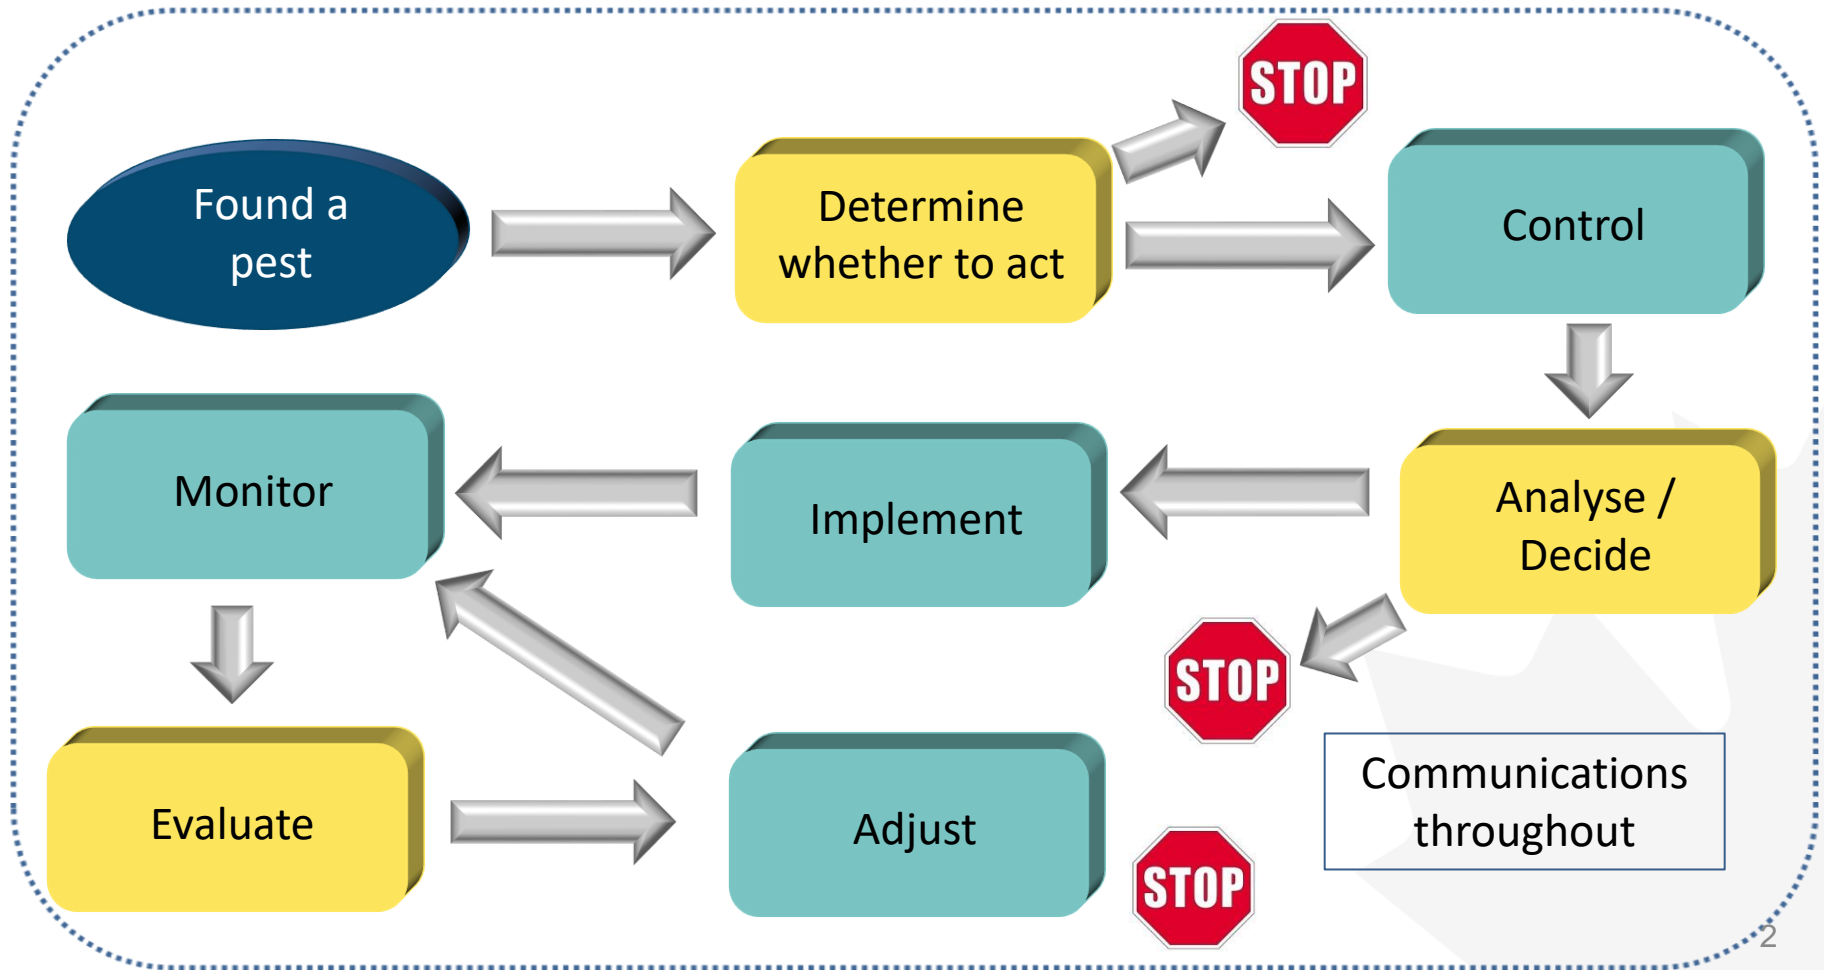 STOP
Found a
pest
Determine
whether to act
Control
Monitor
Implement
Analyse /
Decide
STOP
Evaluate
Adjust
STOP
Communications
throughout
2